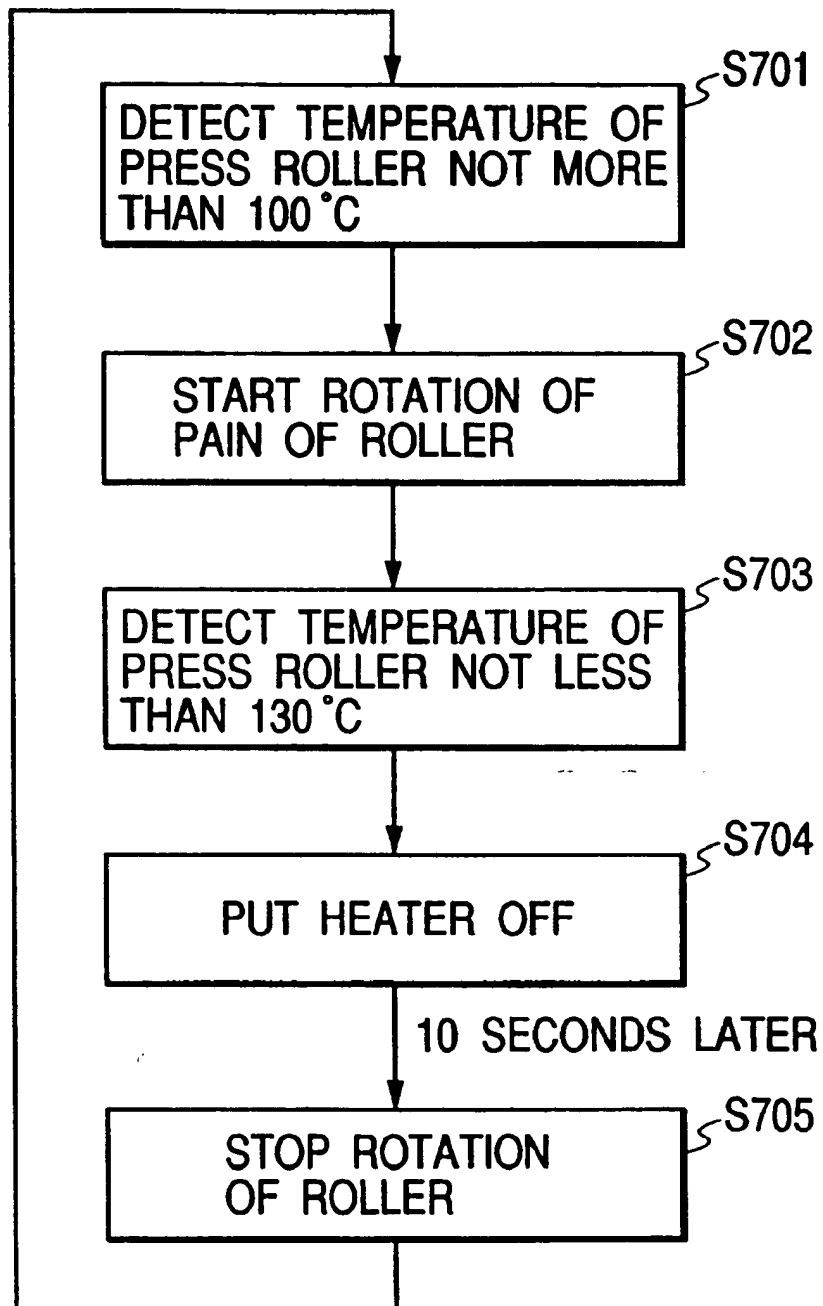 S701
DETECT TEMPERATURE OF
PRESS ROLLER NOT MORE
THAN 100°C
S702
START ROTATION OF
PAIN OF ROLLER
S703
DETECT TEMPERATURE OF
PRESS ROLLER NOT LESS
THAN 130°C
S704
PUT HEATER OFF
10 SECONDS LATER
S705
STOP ROTATION
OF ROLLER